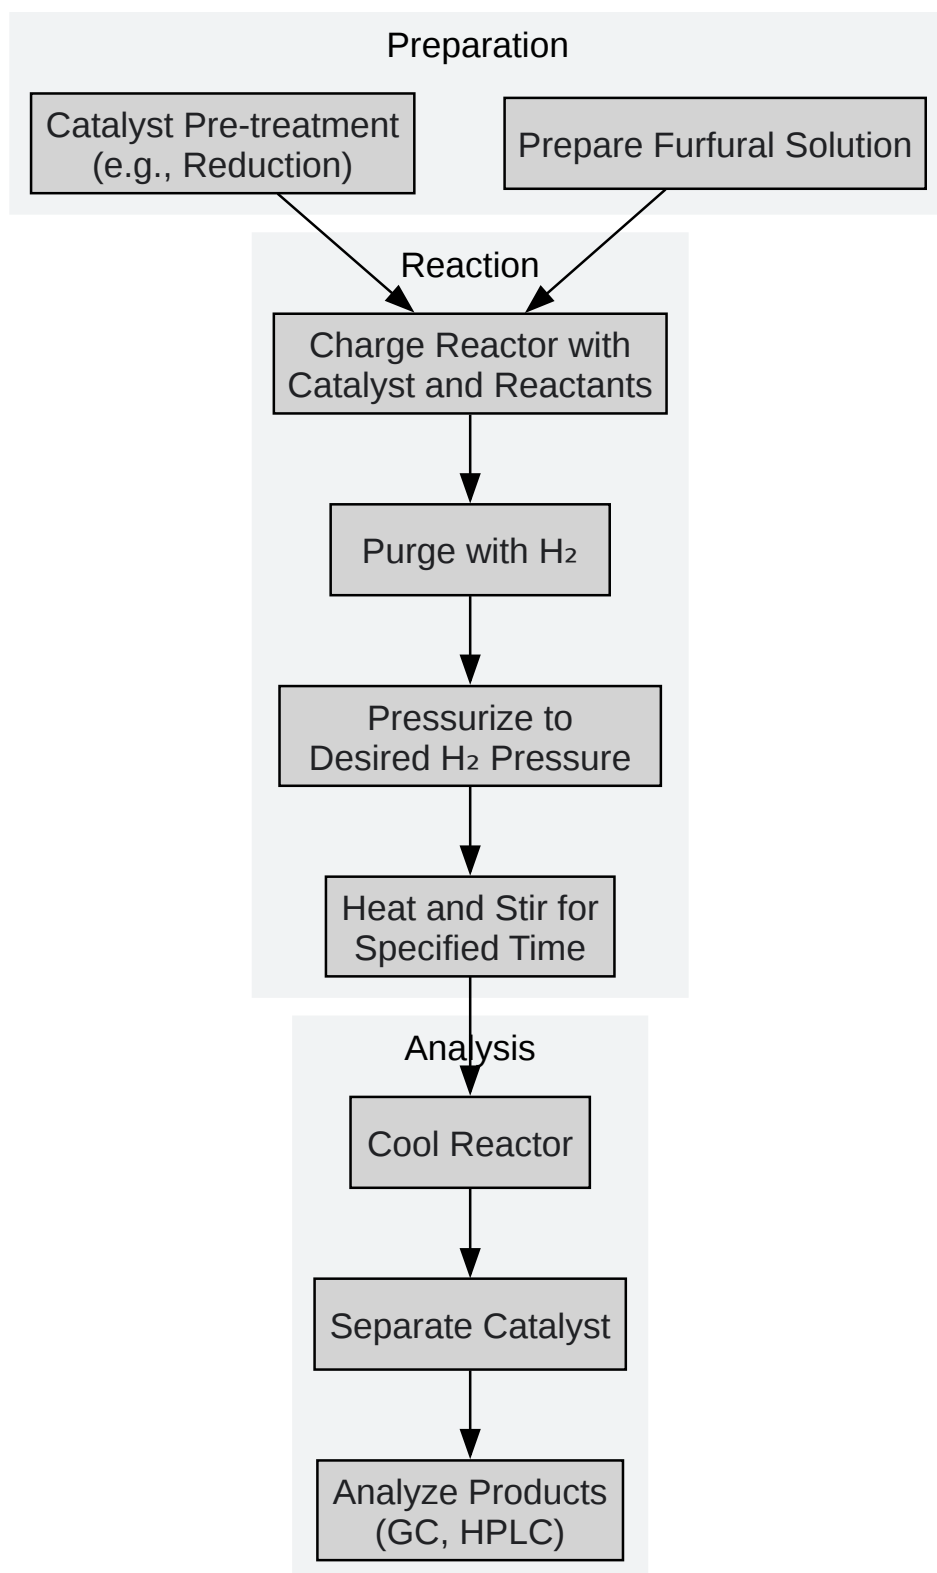 Preparation
Catalyst Pre-treatment
(e.g., Reduction)
Prepare Furfural Solution
Reaction
Charge Reactor with
Catalyst and Reactants
Purge with H₂
Pressurize to
Desired H₂ Pressure
Heat and Stir for
Specified Time
Analysis
Cool Reactor
Separate Catalyst
Analyze Products
(GC, HPLC)